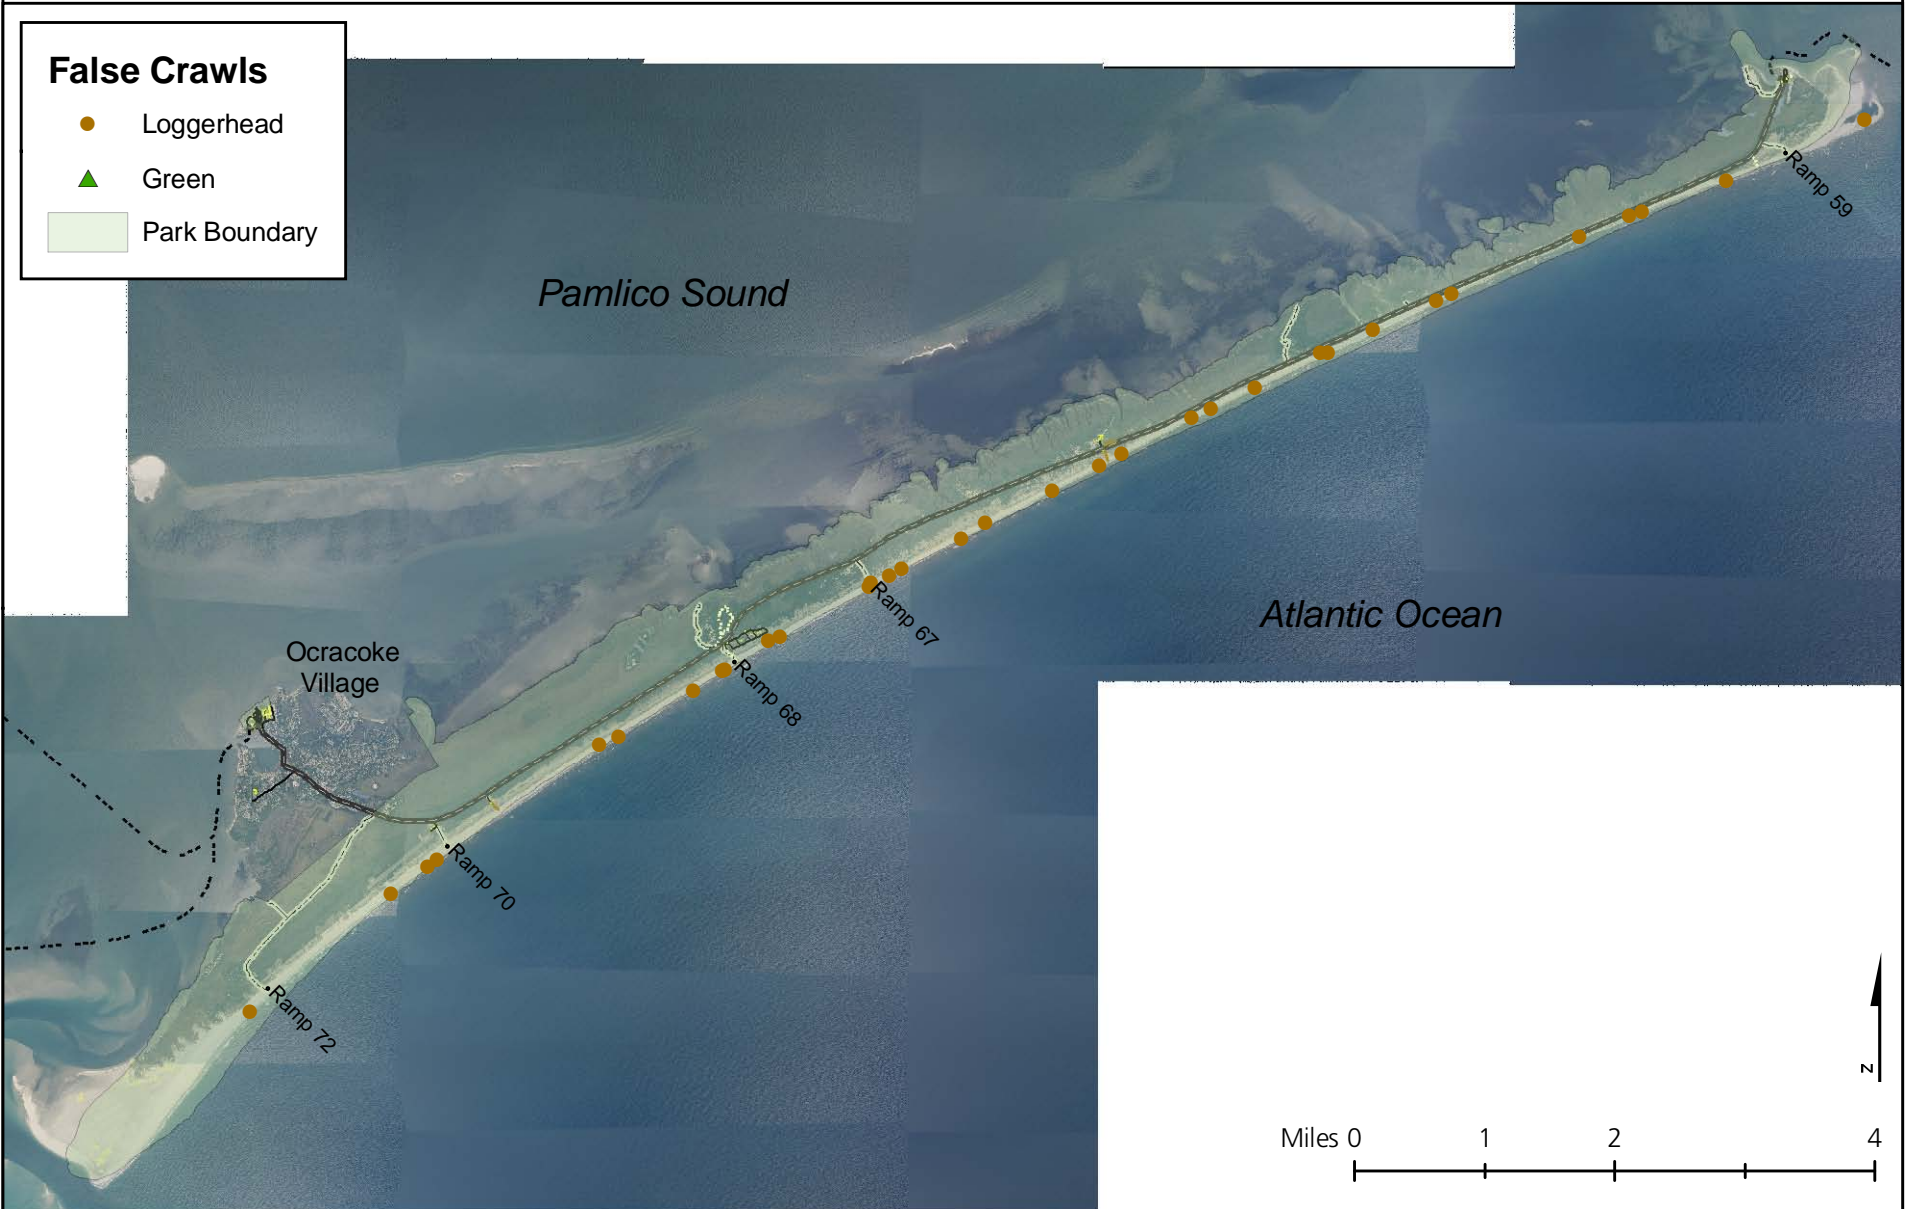 False Crawls
Loggerhead
Green
Park Boundary
Pamlico Sound
Ramp 59
Atlantic Ocean
Ramp 67
Ocracoke
Village
Ramp 68
Ramp 70
Ramp 72
N
Miles 0 1 2 4